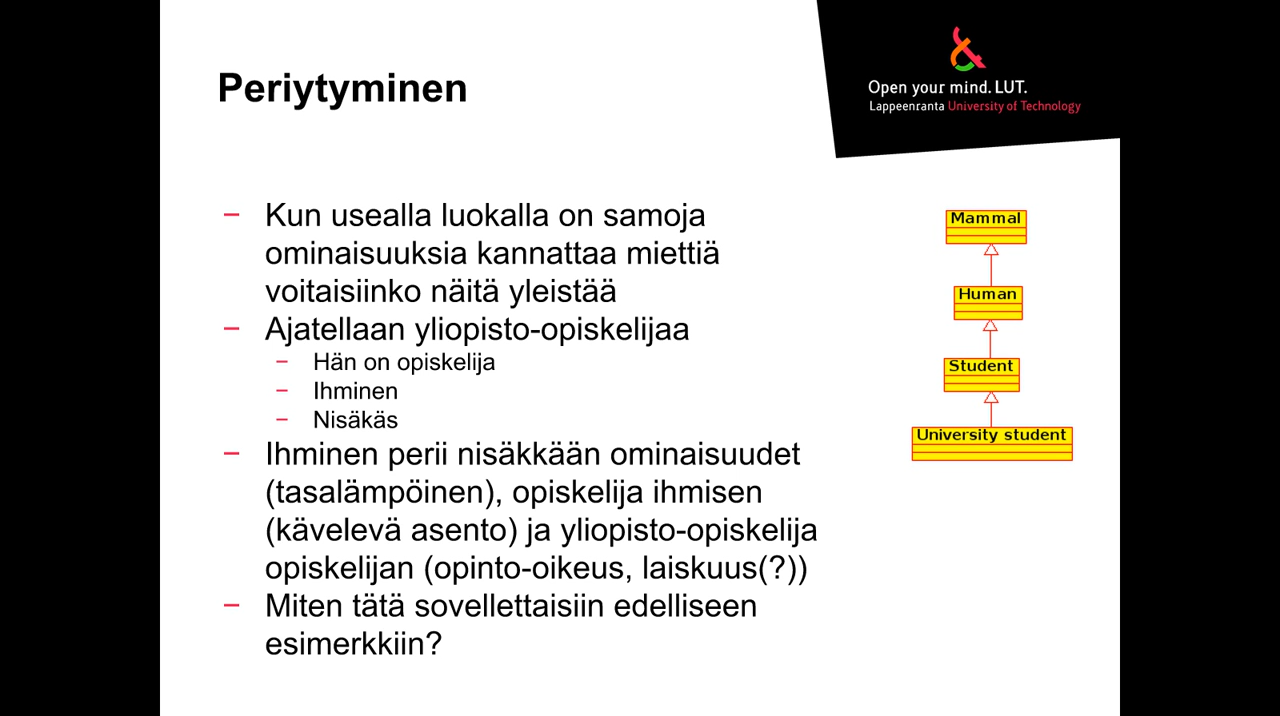 Periytyminen
Open your mind. LUT.
Lappeenranta University of Technology
– Kun usealla luokalla on samoja
ominaisuuksia kannattaa miettiä
voitaisiinko näitä yleistää
– Ajatellaan yliopisto-opiskelijaa
– Hän on opiskelija
– Ihminen
– Nisäkäs
– Ihminen perii nisäkkään ominaisuudet
(tasalämpöinen), opiskelija ihmisen
(kävelevä asento) ja yliopisto-opiskelija
opiskelijan (opinto-oikeus, laiskuus(?))
– Miten tätä sovellettaisiin edelliseen
esimerkkiin?
Mammal
Human
Student
University student